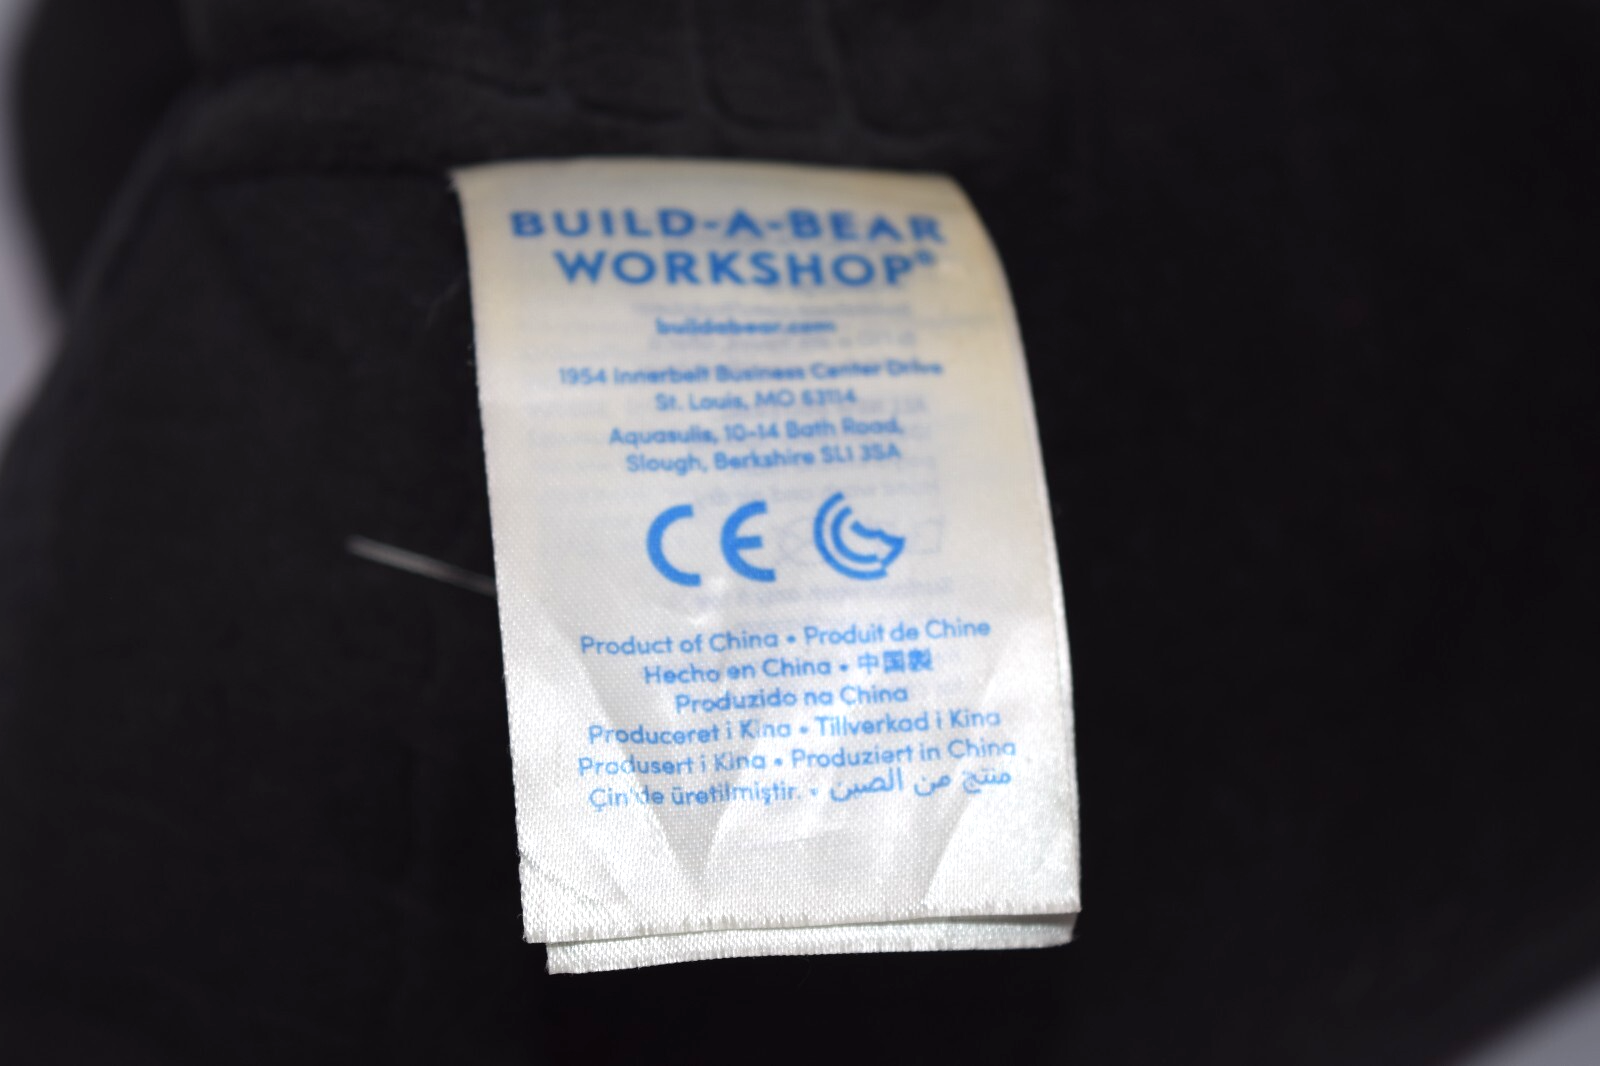 BUILD-A-BEAR
WORKSHOP®
buildabear.com
1954 Innerbelt Business Center Drive
St. Louis, MO 63114
Aquasulis, 10-14 Bath Road,
Slough, Berkshire SL1 3SA
CE
Product of China • Produit de Chine
Hecho en China • 中国製
Produzido na China
Produceret i Kina • Tillverkad i Kina
Produsert i Kina • Produziert in China
Çin'de üretilmiştir. • منتج من الصين